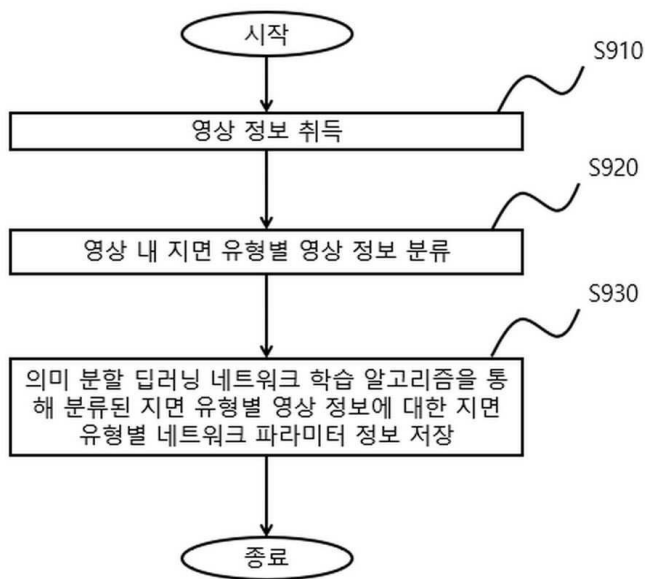 시작
S910
영상 정보 취득
S920
영상 내 지면 유형별 영상 정보 분류
S930
의미 분할 딥러닝 네트워크 학습 알고리즘을 통
해 분류된 지면 유형별 영상 정보에 대한 지면
유형별 네트워크 파라미터 정보 저장
종료